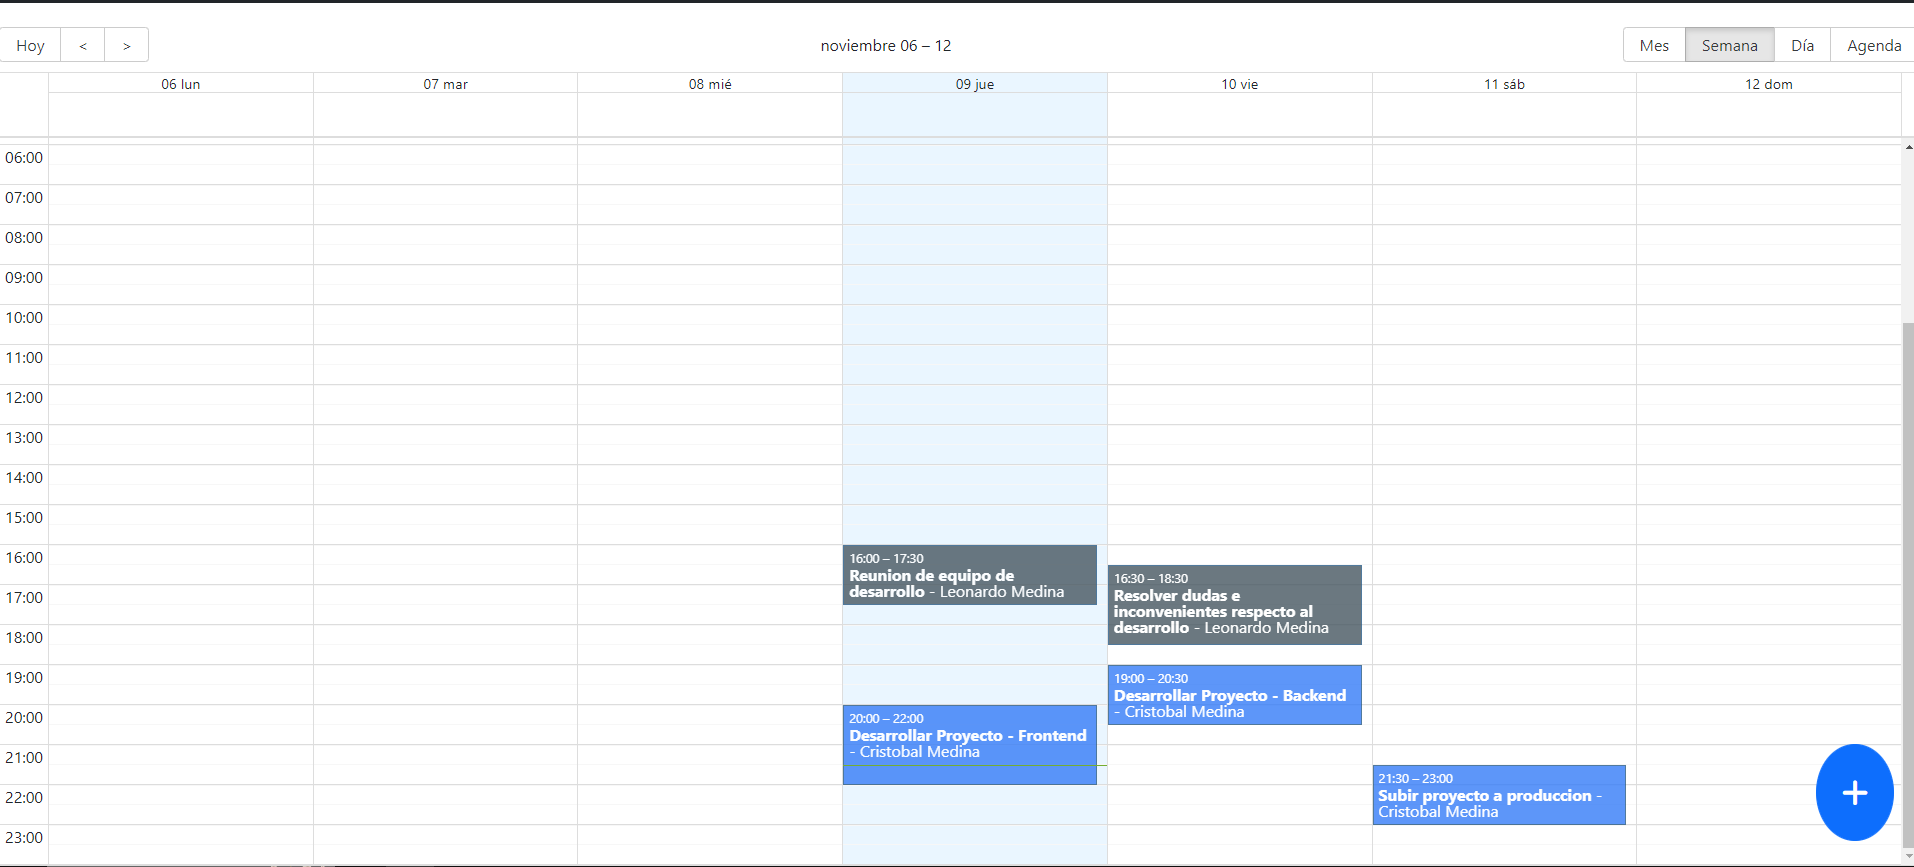 Hoy < > noviembre 06 – 12 Mes Semana Día Agenda
06 lun 07 mar 08 mié 09 jue 10 vie 11 sáb 12 dom
06:00
07:00
08:00
09:00
10:00
11:00
12:00
13:00
14:00
15:00
16:00
17:00
18:00
19:00
20:00
21:00
22:00
23:00
16:00 – 17:30
Reunion de equipo de
desarrollo - Leonardo Medina
20:00 – 22:00
Desarrollar Proyecto - Frontend
- Cristobal Medina
16:30 – 18:30
Resolver dudas e
inconvenientes respecto al
desarrollo - Leonardo Medina
19:00 – 20:30
Desarrollar Proyecto - Backend
- Cristobal Medina
21:30 – 23:00
Subir proyecto a produccion -
Cristobal Medina
+